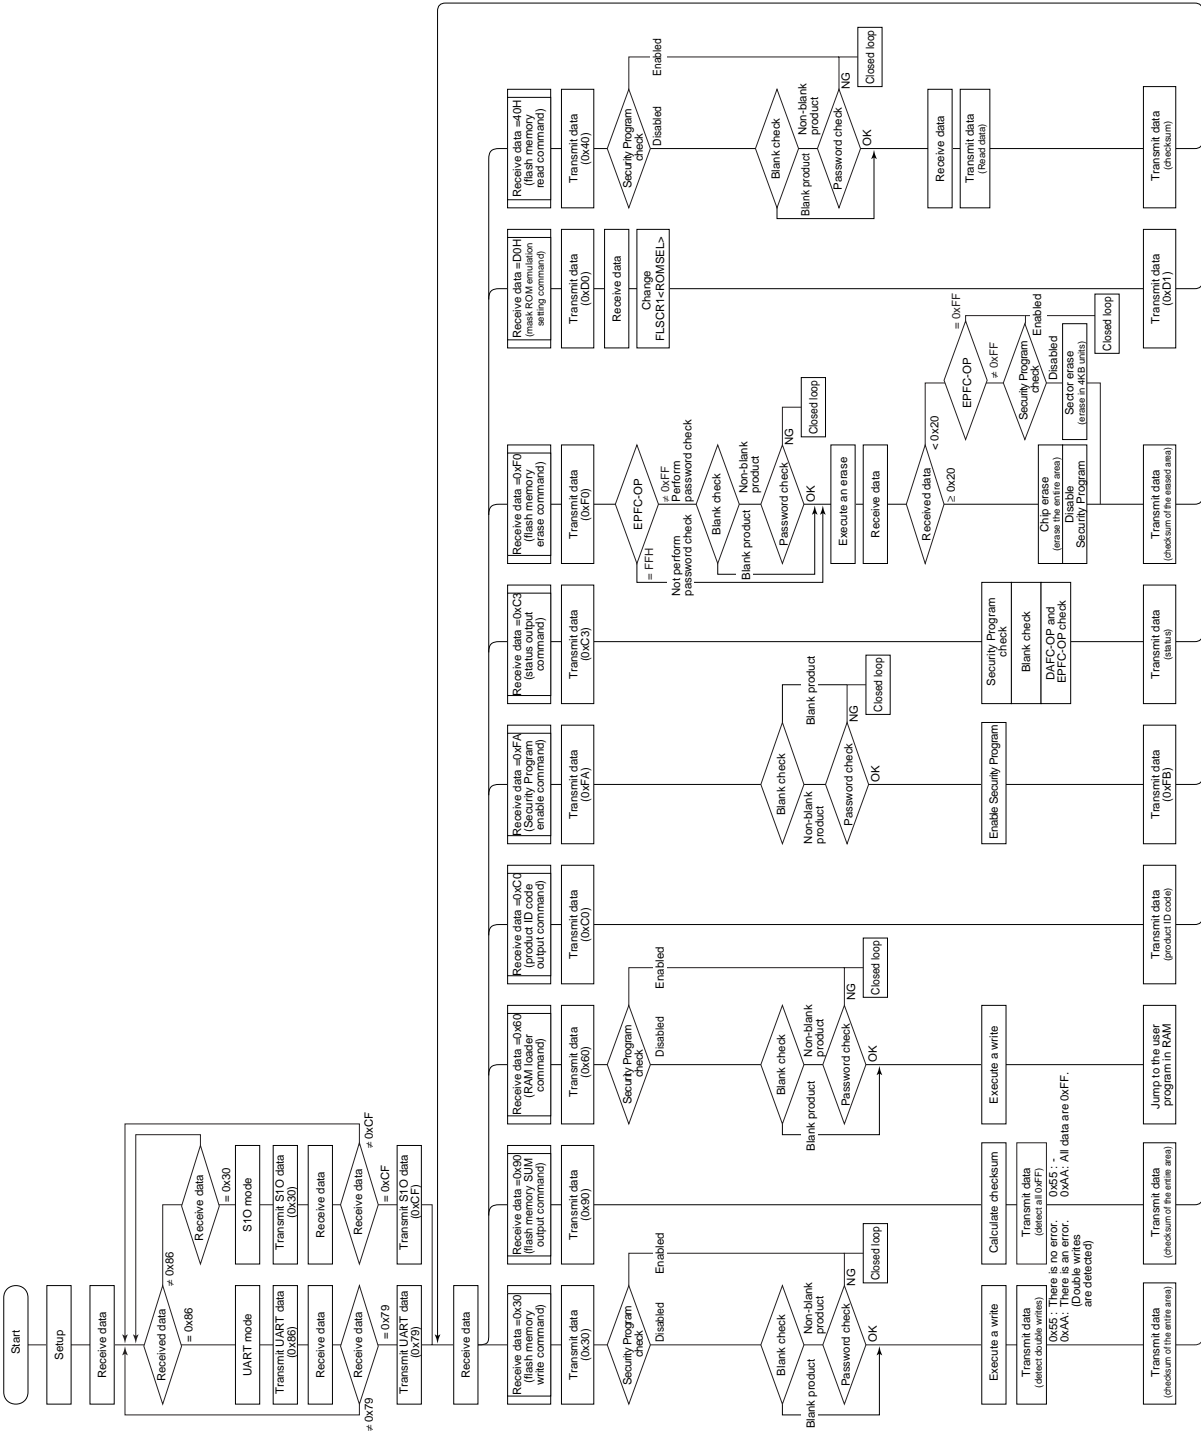 Start
Setup
Receive data
Received data
≠ 0x86
= 0x86
Receive data
= 0x30
UART mode
S1O mode
Transmit UART data
(0x86)
Transmit S1O data
(0x30)
Receive data
Receive data
Receive data
= 0x79
≠ 0x79
Receive data
= 0xCF
≠ 0xCF
Transmit UART data
(0x79)
Transmit S1O data
(0xCF)
Receive data
Receive data =0x30
(flash memory
write command)
Transmit data
(0x30)
Security Program
check
Enabled
Disabled
Blank check
Blank product
Non-blank
product
Password check
NG
OK
Closed loop
Execute a write
Transmit data
(detect double writes)
0x55 : There is no error.
0xAA: There is an error.
(Double writes
are detected)
Transmit data
(checksum of the entire area)
Receive data =0x90
(flash memory SUM
output command)
Transmit data
(0x90)
Calculate checksum
Transmit data
(detect all 0xFF)
0x55 : -
0xAA: All data are 0xFF.
Transmit data
(checksum of the entire area)
Receive data =0x60
(RAM loader
command)
Transmit data
(0x60)
Security Program
check
Enabled
Disabled
Blank check
Blank product
Non-blank
product
Password check
NG
OK
Closed loop
Execute a write
Jump to the user
program in RAM
Receive data =0xC0
(product ID code
output command)
Transmit data
(0xC0)
Transmit data
(product ID code)
Receive data =0xFA
(Security Program
enable command)
Transmit data
(0xFA)
Blank check
Blank product
Non-blank
product
Password check
NG
OK
Closed loop
Enable Security Program
Transmit data
(0xFB)
Receive data =0xC3
(status output
command)
Transmit data
(0xC3)
Security Program
check
Blank check
DAFC-OP and
EPFC-OP check
Transmit data
(status)
Receive data =0xF0
(flash memory
erase command)
Transmit data
(0xF0)
EPFC-OP
= FFH
Not perform
password check
≠ 0xFF
Perform
password check
Blank check
Blank product
Non-blank
product
Password check
NG
OK
Closed loop
Execute an erase
Receive data
Received data
< 0x20
≥ 0x20
EPFC-OP
= 0xFF
≠ 0xFF
Security Program
check
Enabled
Disabled
Chip erase
(erase the entire area)
Disable
Security Program
Sector erase
(erase in 4KB units)
Closed loop
Transmit data
(checksum of the erased area)
Receive data =D0H
(mask ROM emulation
setting command)
Transmit data
(0xD0)
Receive data
Change
FLSCR1<ROMSEL>
Transmit data
(0xD1)
Receive data =40H
(flash memory
read command)
Transmit data
(0x40)
Security Program
check
Enabled
Disabled
Blank check
Blank product
Non-blank
product
Password check
NG
OK
Closed loop
Receive data
Transmit data
(Read data)
Transmit data
(checksum)